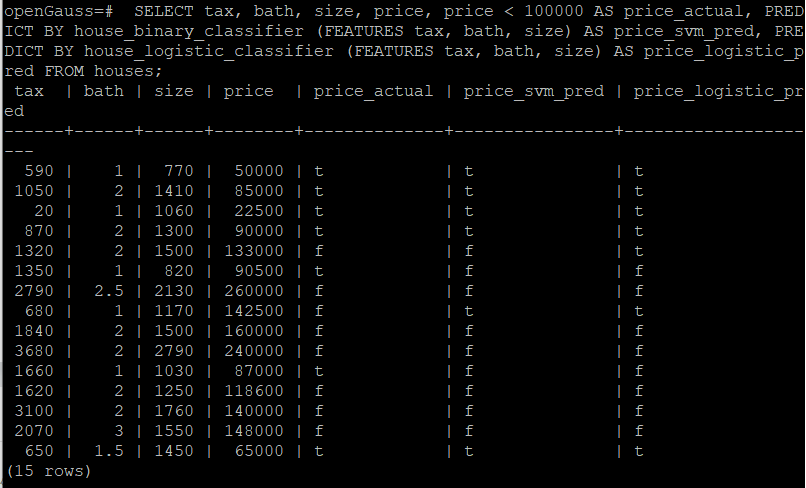 openGauss=#  SELECT tax, bath, size, price, price < 100000 AS price_actual, PRED
ICT BY house_binary_classifier (FEATURES tax, bath, size) AS price_svm_pred, PRE
DICT BY house_logistic_classifier (FEATURES tax, bath, size) AS price_logistic_p
red FROM houses;
 tax  | bath | size | price  | price_actual | price_svm_pred | price_logistic_pr
ed
------+------+------+--------+--------------+----------------+------------------
---
  590 |    1 |  770 |  50000 | t            | t              | t
 1050 |    2 | 1410 |  85000 | t            | t              | t
   20 |    1 | 1060 |  22500 | t            | t              | t
  870 |    2 | 1300 |  90000 | t            | t              | t
 1320 |    2 | 1500 | 133000 | f            | f              | t
 1350 |    1 |  820 |  90500 | t            | f              | f
 2790 |  2.5 | 2130 | 260000 | f            | f              | f
  680 |    1 | 1170 | 142500 | f            | t              | t
 1840 |    2 | 1500 | 160000 | f            | f              | f
 3680 |    2 | 2790 | 240000 | f            | f              | f
 1660 |    1 | 1030 |  87000 | t            | f              | f
 1620 |    2 | 1250 | 118600 | f            | f              | f
 3100 |    2 | 1760 | 140000 | f            | f              | f
 2070 |    3 | 1550 | 148000 | f            | f              | f
  650 |  1.5 | 1450 |  65000 | t            | t              | t
(15 rows)